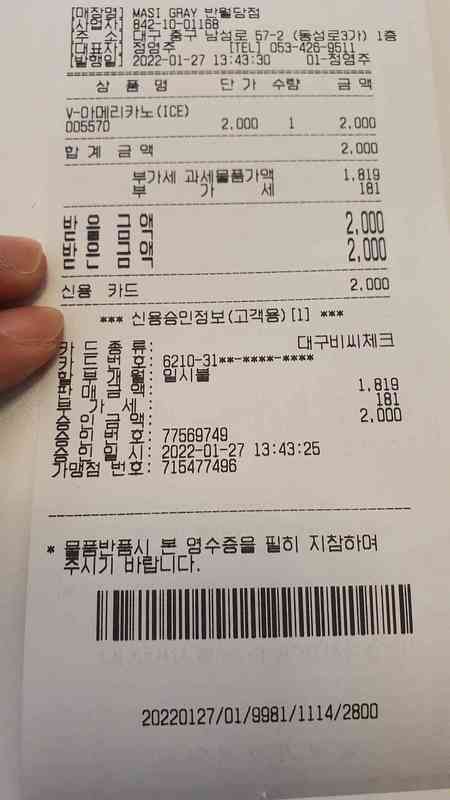 [매장명] MASI GRAY 반월당점
[사업자] 842-10-01168
[주 소] 대구 중구 남성로 57-2 (동성로3가) 1층
[대표자] 정영주 [TEL] 053-426-9511
[발행일] 2022-01-27 13:43:30 01-정영주
상 품 명 단 가 수량 금 액
V-아메리카노(ICE)
005570 2,000 1 2,000
합 계 금 액 2,000
부가세 과세물품가액 1,819
부 가 세 181
받 을 금 액 2,000
받 은 금 액 2,000
신용 카드 2,000
*** 신용승인정보(고객용)[1] ***
카 드 종 류: 대구비씨체크
카 드 번 호: 6210-31**-****-****
할 부 개 월: 일시불
판 매 금 액: 1,819
부 가 세 : 181
승 인 금 액: 2,000
승 인 번 호: 77569749
승 인 일 시: 2022-01-27 13:43:25
가맹점 번호: 715477496
* 물품반품시 본 영수증을 필히 지참하여
주시기 바랍니다.
20220127/01/9981/1114/2800